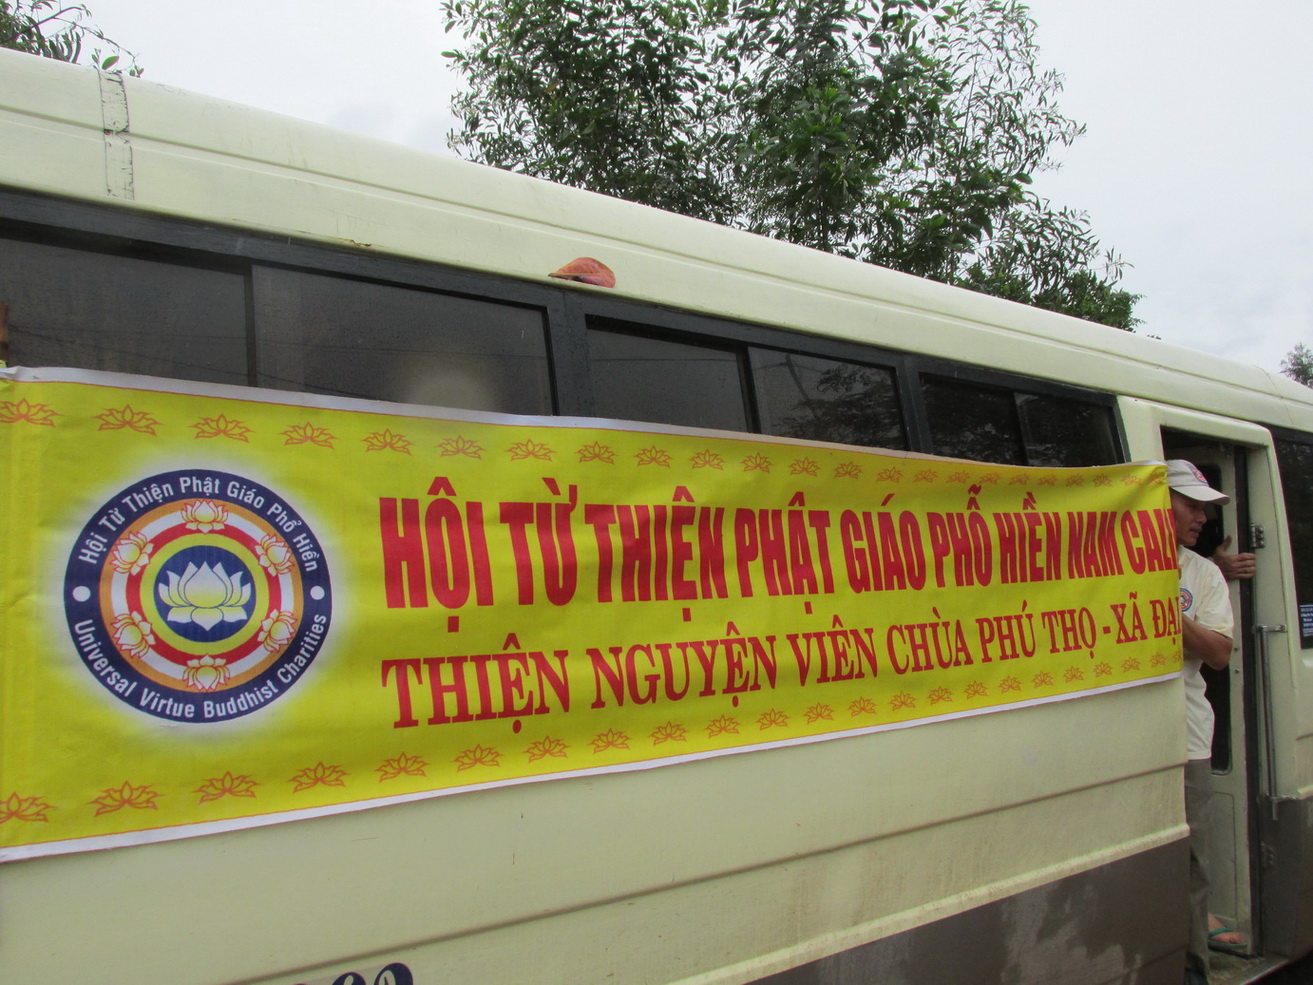 Hội Từ Thiện Phật Giáo Phổ Hiền
Universal Virtue Buddhist Charities
HỘI TỪ THIỆN PHẬT GIÁO PHỔ HIỀN NAM CALI
THIỆN NGUYỆN VIÊN CHÙA PHÚ THỌ - XÃ ĐẠI